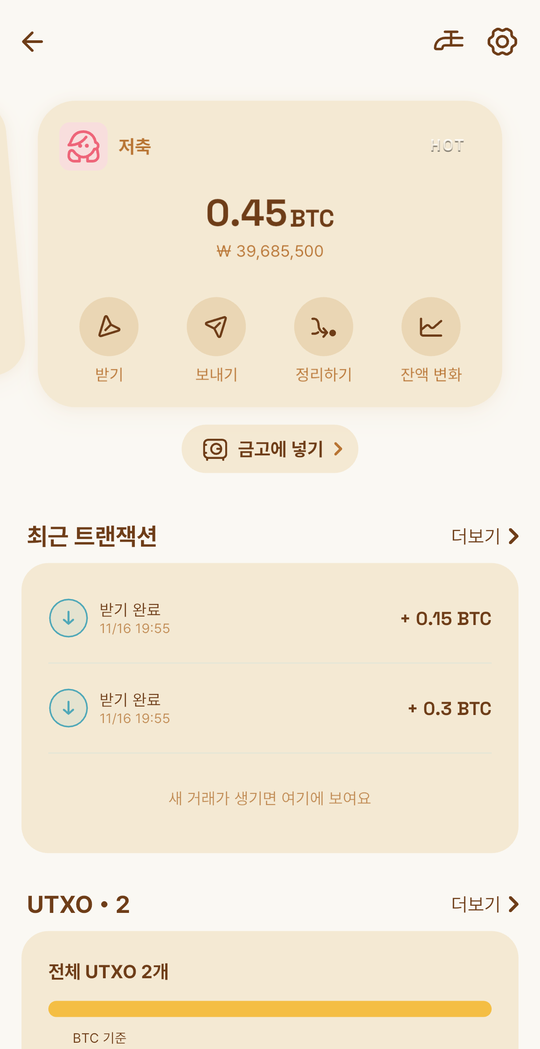 저축
HOT
0.45 BTC
₩ 39,685,500
받기
보내기
정리하기
잔액 변화
금고에 넣기
최근 트랜잭션
더보기
받기 완료
11/16 19:55
+ 0.15 BTC
받기 완료
11/16 19:55
+ 0.3 BTC
새 거래가 생기면 여기에 보여요
UTXO • 2
더보기
전체 UTXO 2개
BTC 기준